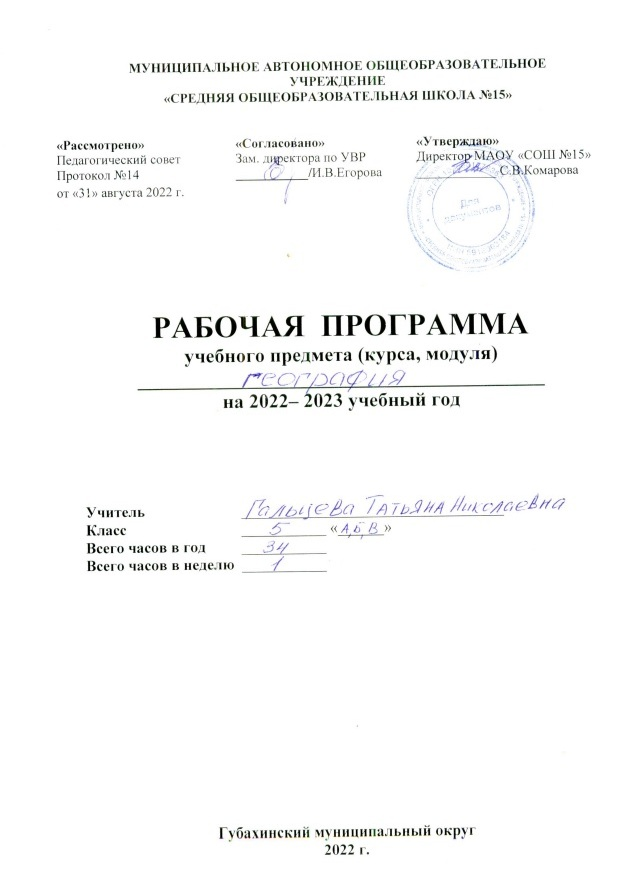 МУНИЦИПАЛЬНОЕ АВТОНОМНОЕ ОБЩЕОБРАЗОВАТЕЛЬНОЕ
УЧРЕЖДЕНИЕ
«СРЕДНЯЯ ОБЩЕОБРАЗОВАТЕЛЬНАЯ ШКОЛА №15»
«Рассмотрено»
Педагогический совет
Протокол №14
от «31» августа 2022 г.
«Согласовано»
Зам. директора по УВР
/И.В.Егорова
«Утверждаю»
Директор МАОУ «СОШ №15»
С.В.Комарова
Для
документов
РАБОЧАЯ ПРОГРАММА
учебного предмета (курса, модуля)
география
на 2022– 2023 учебный год
Учитель Гальцева Татьяна Николаевна
Класс 5 «А,Б,В»
Всего часов в год 34
Всего часов в неделю 1
Губахинский муниципальный округ
2022 г.